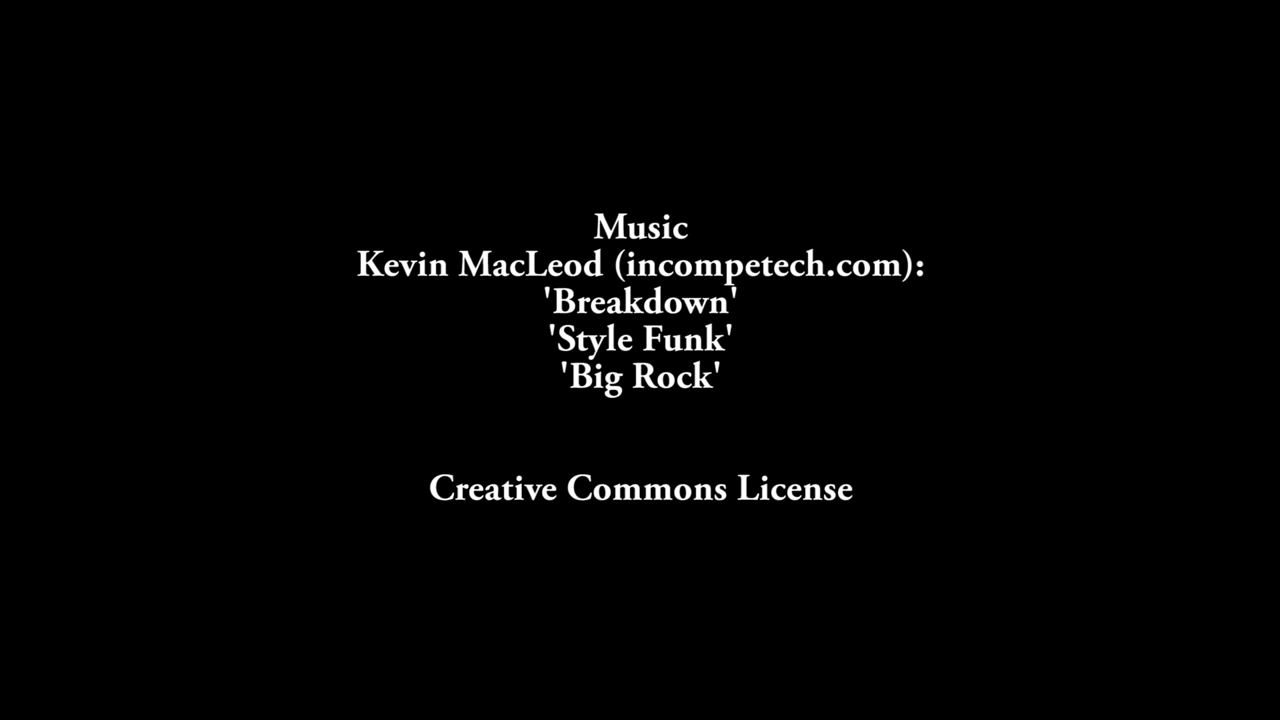 Music
Kevin MacLeod (incompetech.com):
'Breakdown'
'Style Funk'
'Big Rock'
Creative Commons License